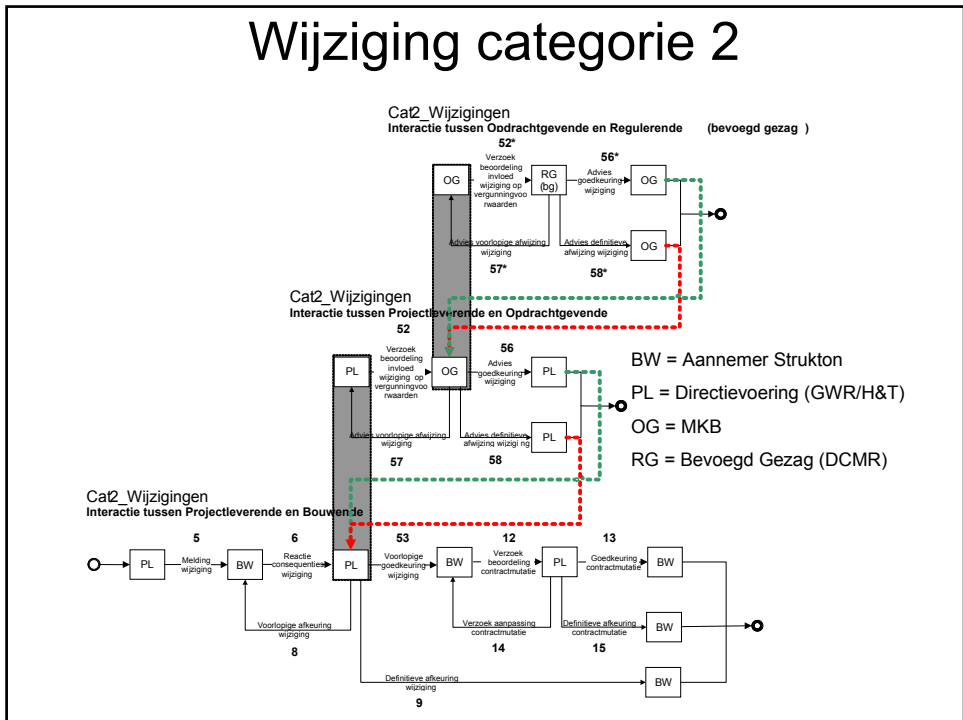 Wijziging categorie 2
Cat2_Wijzigingen
Interactie tussen Opdrachtgevende en Regulerende (bevoegd gezag )
52*
56*
OG
Verzoek
beoordeling
invloed
wijziging op
vergunningvoo
rwaarden
RG
(bg)
Advies
goedkeuring
wijziging
OG
Advies voorlopige afwijzing
wijziging
57*
Advies definitieve
afwijzing wijziging
58*
OG
Cat2_Wijzigingen
Interactie tussen Projectleverende en Opdrachtgevende
52
56
PL
Verzoek
beoordeling
invloed
wijziging op
vergunningvoo
rwaarden
OG
Advies
goedkeuring
wijziging
PL
Advies voorlopige afwijzing
wijziging
57
Advies definitieve
afwijzing wijziging
58
PL
BW = Aannemer Strukton
PL = Directievoering (GWR/H&T)
OG = MKB
RG = Bevoegd Gezag (DCMR)
Cat2_Wijzigingen
Interactie tussen Projectleverende en Bouwende
5
6
53
12
13
PL
Melding
wijziging
BW
Reactie
consequenties
wijziging
PL
Voorlopige
goedkeuring
wijziging
BW
Verzoek
beoordeling
contractmutatie
PL
Goedkeuring
contractmutatie
BW
Voorlopige afkeuring
wijziging
8
Verzoek aanpassing
contractmutatie
14
Definitieve afkeuring
contractmutatie
15
BW
Definitieve afkeuring
wijziging
9
BW